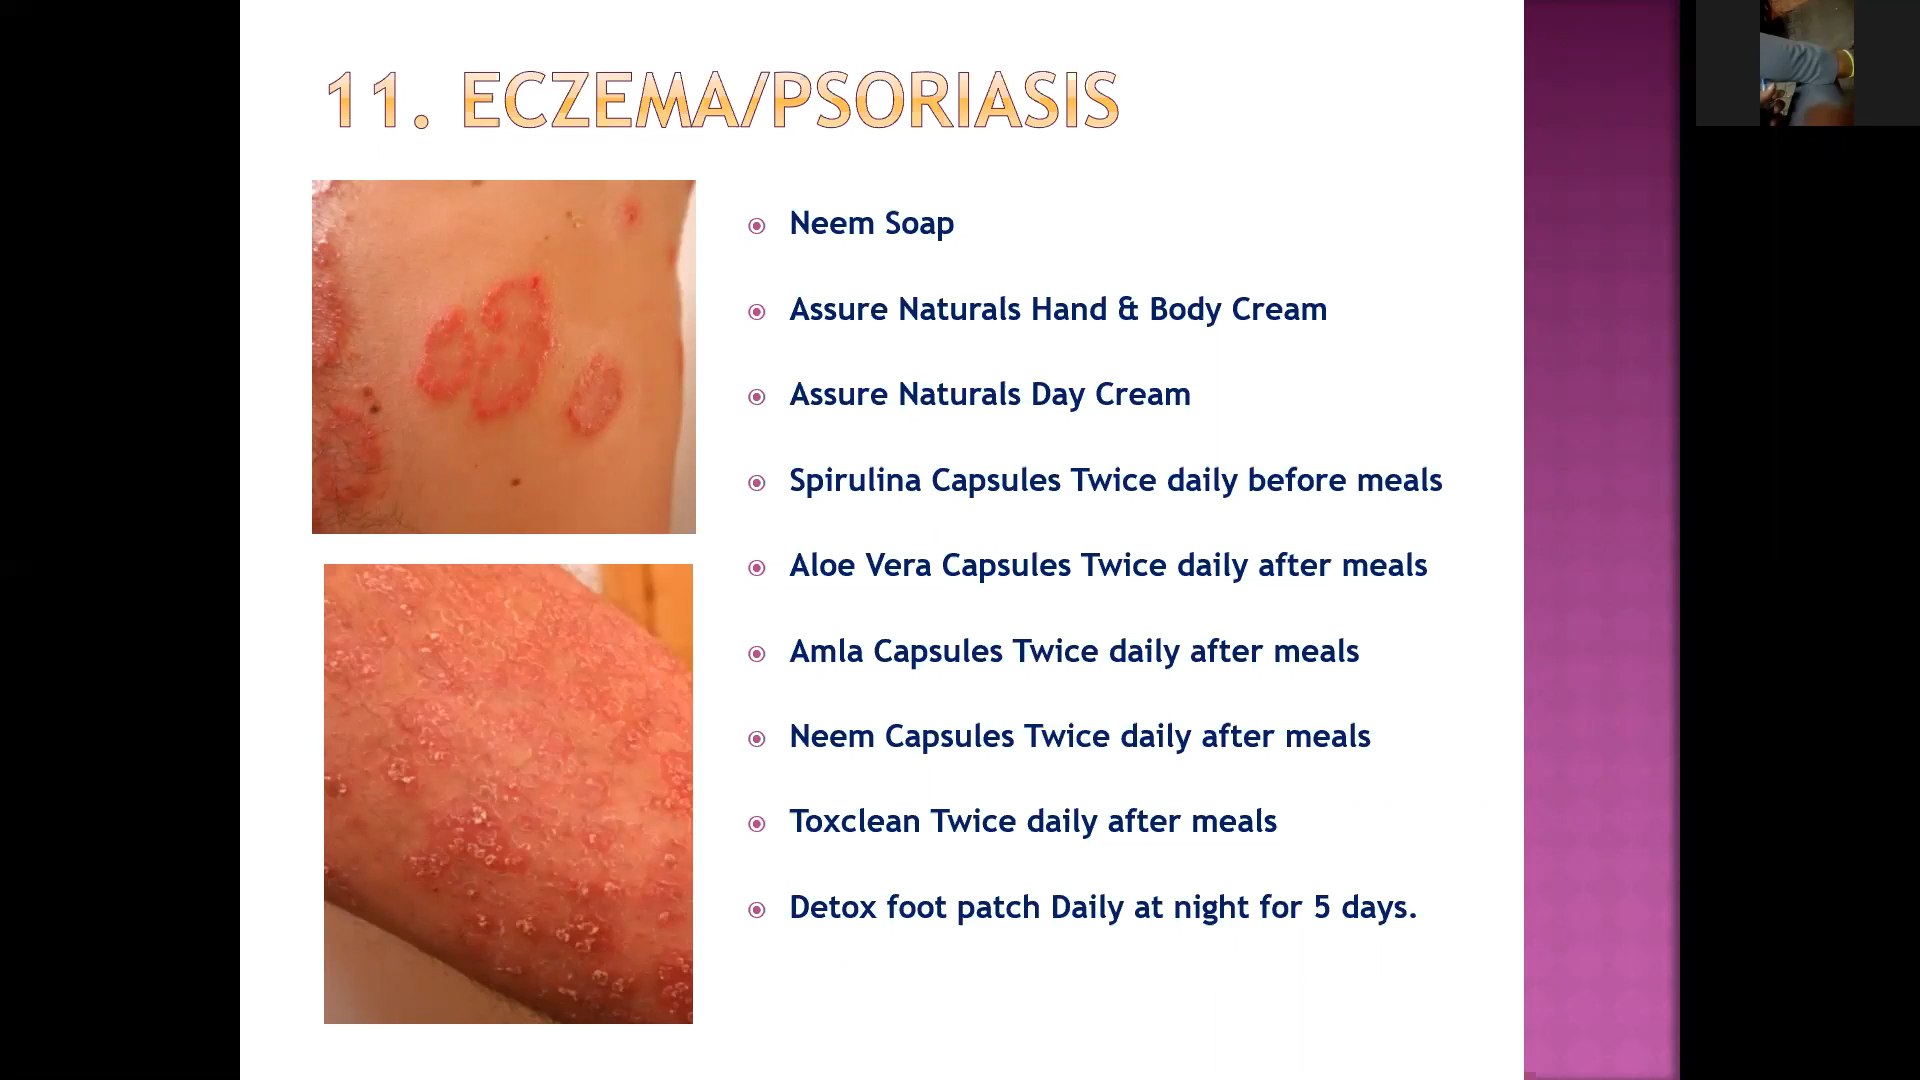 11. ECZEMA/PSORIASIS
Neem Soap
Assure Naturals Hand & Body Cream
Assure Naturals Day Cream
Spirulina Capsules Twice daily before meals
Aloe Vera Capsules Twice daily after meals
Amla Capsules Twice daily after meals
Neem Capsules Twice daily after meals
Toxclean Twice daily after meals
Detox foot patch Daily at night for 5 days.